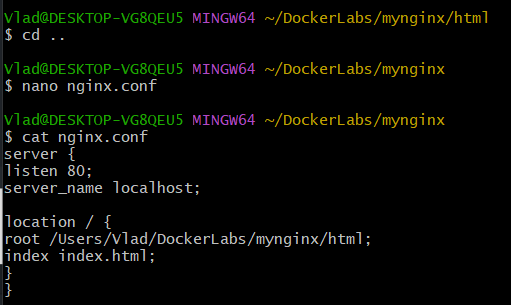 Vlad@DESKTOP-VG8QEU5 MINGW64 ~/DockerLabs/mynginx/html
$ cd ..
Vlad@DESKTOP-VG8QEU5 MINGW64 ~/DockerLabs/mynginx
$ nano nginx.conf
Vlad@DESKTOP-VG8QEU5 MINGW64 ~/DockerLabs/mynginx
$ cat nginx.conf
server {
listen 80;
server_name localhost;
location / {
root /Users/Vlad/DockerLabs/mynginx/html;
index index.html;
}
}